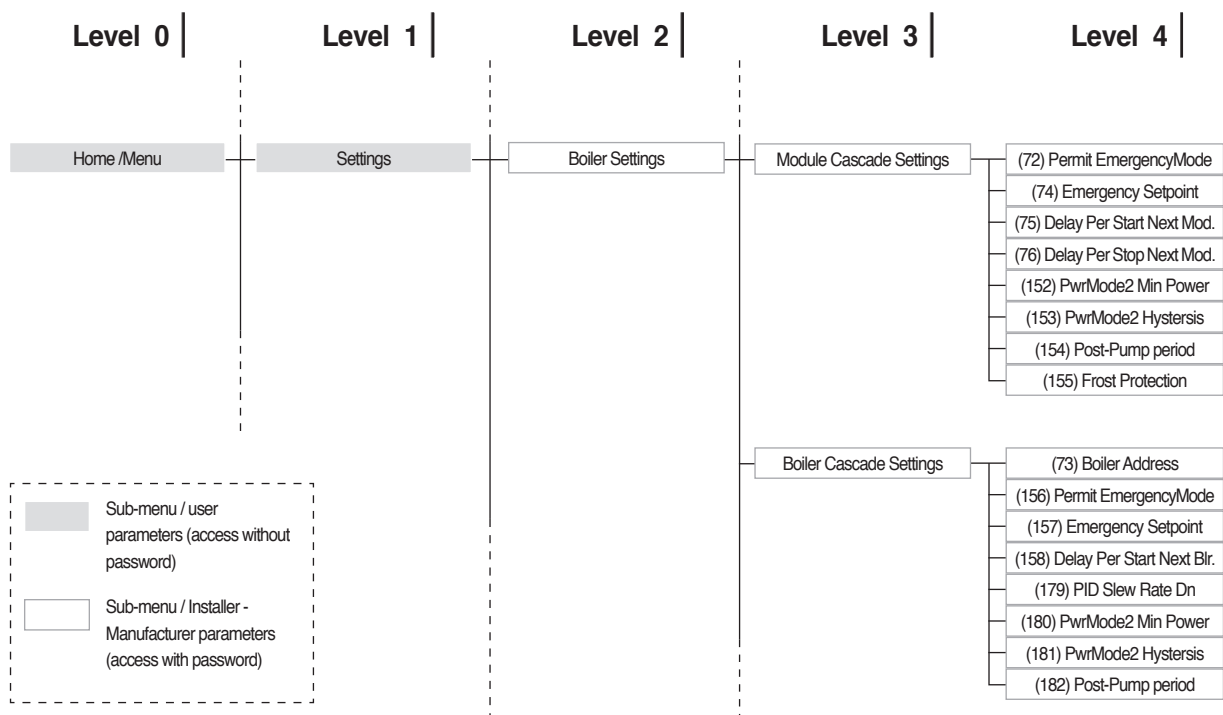 Level 0
Level 1
Level 2
Level 3
Level 4
Home /Menu
Settings
Boiler Settings
Module Cascade Settings
(72) Permit EmergencyMode
(74) Emergency Setpoint
(75) Delay Per Start Next Mod.
(76) Delay Per Stop Next Mod.
(152) PwrMode2 Min Power
(153) PwrMode2 Hystersis
(154) Post-Pump period
(155) Frost Protection
Boiler Cascade Settings
(73) Boiler Address
(156) Permit EmergencyMode
(157) Emergency Setpoint
(158) Delay Per Start Next Blr.
(179) PID Slew Rate Dn
(180) PwrMode2 Min Power
(181) PwrMode2 Hystersis
(182) Post-Pump period
Sub-menu / user
parameters (access without
password)
Sub-menu / Installer -
Manufacturer parameters
(access with password)